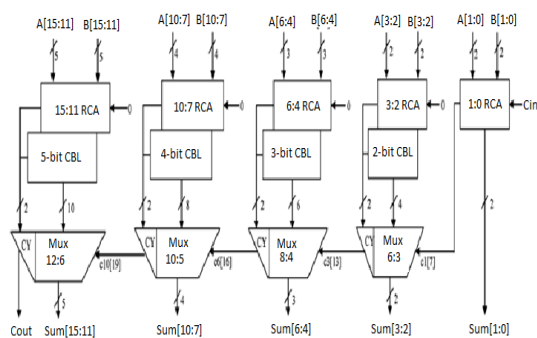 A[15:11] B[15:11] A[10:7] B[10:7] A[6:4] B[6:4] A[3:2] B[3:2] A[1:0] B[1:0]
5 5 4 4 3 3 2 2 2 2
15:11 RCA 0 10:7 RCA 0 6:4 RCA 0 3:2 RCA 0 1:0 RCA Cin
5-bit CBL 4-bit CBL 3-bit CBL 2-bit CBL
2 10 2 8 2 6 2 4 2
CY Mux CY Mux CY Mux CY Mux
12:6 c10[19] 10:5 c6[16] 8:4 c3[13] 6:3 c1[7]
5 4 3 2
Cout Sum[15:11] Sum[10:7] Sum[6:4] Sum[3:2] Sum[1:0]